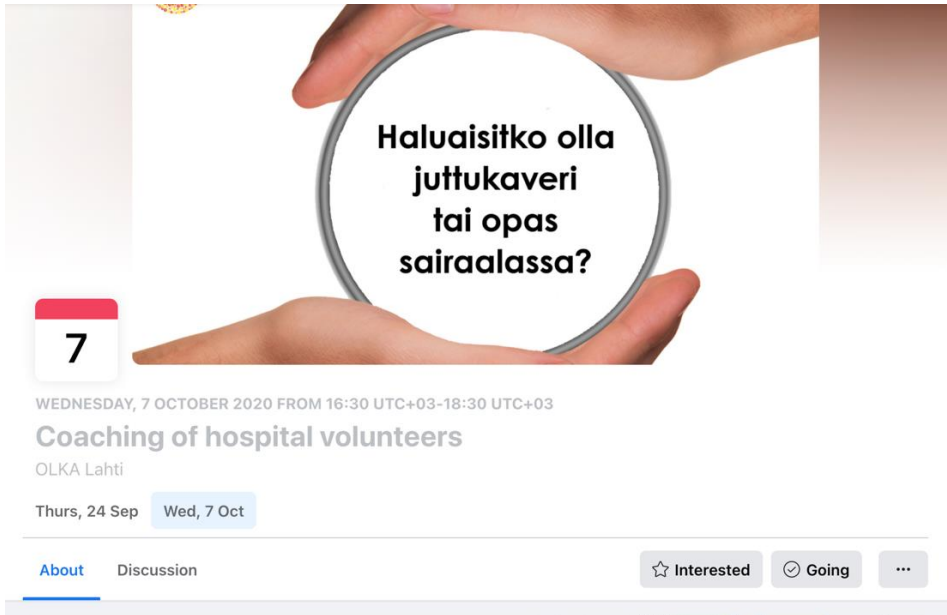 Haluaisitko olla
juttukaveri
tai opas
sairaalassa?
7
WEDNESDAY, 7 OCTOBER 2020 FROM 16:30 UTC+03-18:30 UTC+03
Coaching of hospital volunteers
OLKA Lahti
Thurs, 24 Sep Wed, 7 Oct
About Discussion Interested Going ...